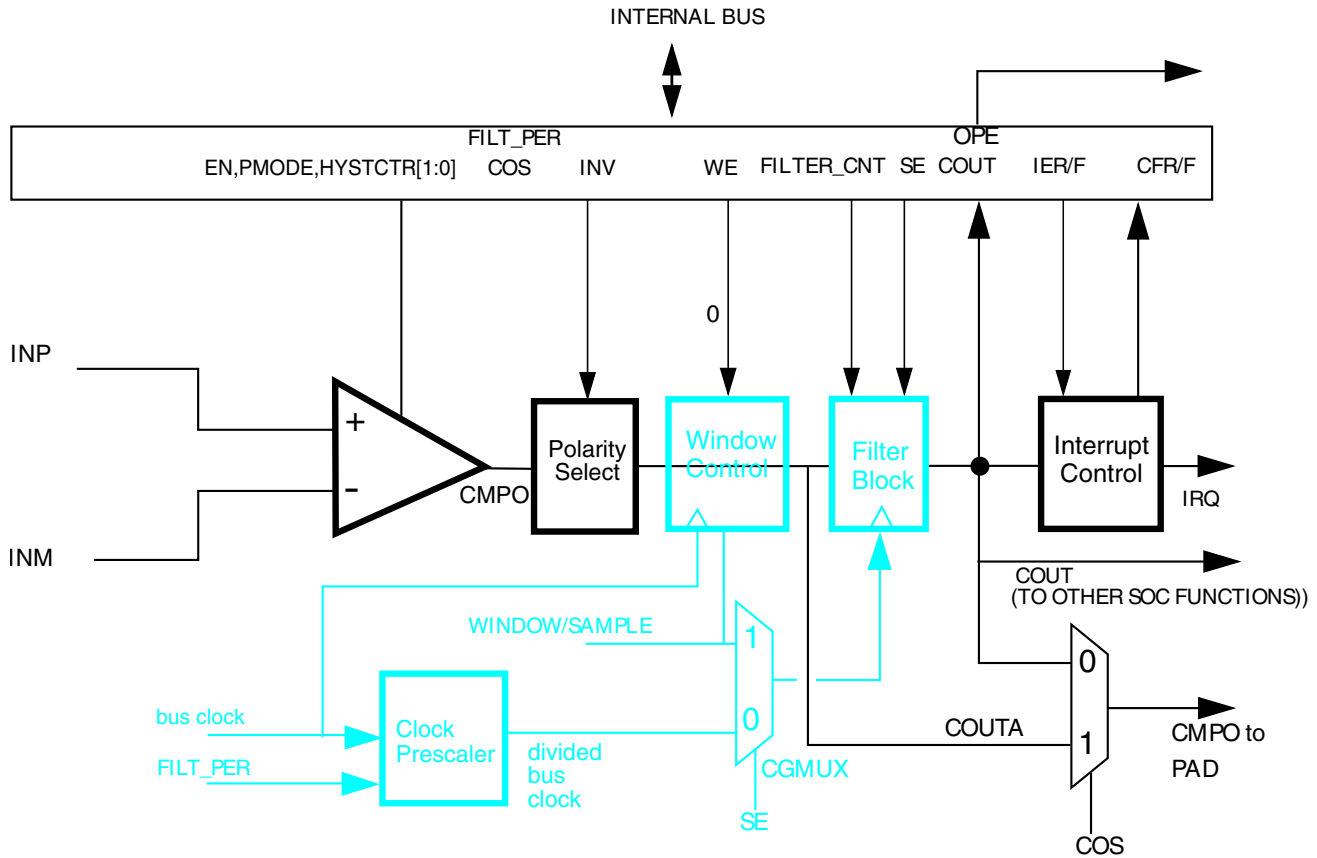 INTERNAL BUS
FILT_PER
OPE
EN,PMODE,HYSTCTR[1:0]
COS
INV
WE
FILTER_CNT
SE
COUT
IER/F
CFR/F
0
INP
+
-
INM
CMPO
Polarity
Select
Window
Control
Filter
Block
Interrupt
Control
IRQ
COUT
(TO OTHER SOC FUNCTIONS))
WINDOW/SAMPLE
1
0
CGMUX
SE
bus clock
FILT_PER
Clock
Prescaler
divided
bus
clock
COUTA
0
1
CMPO to
PAD
COS